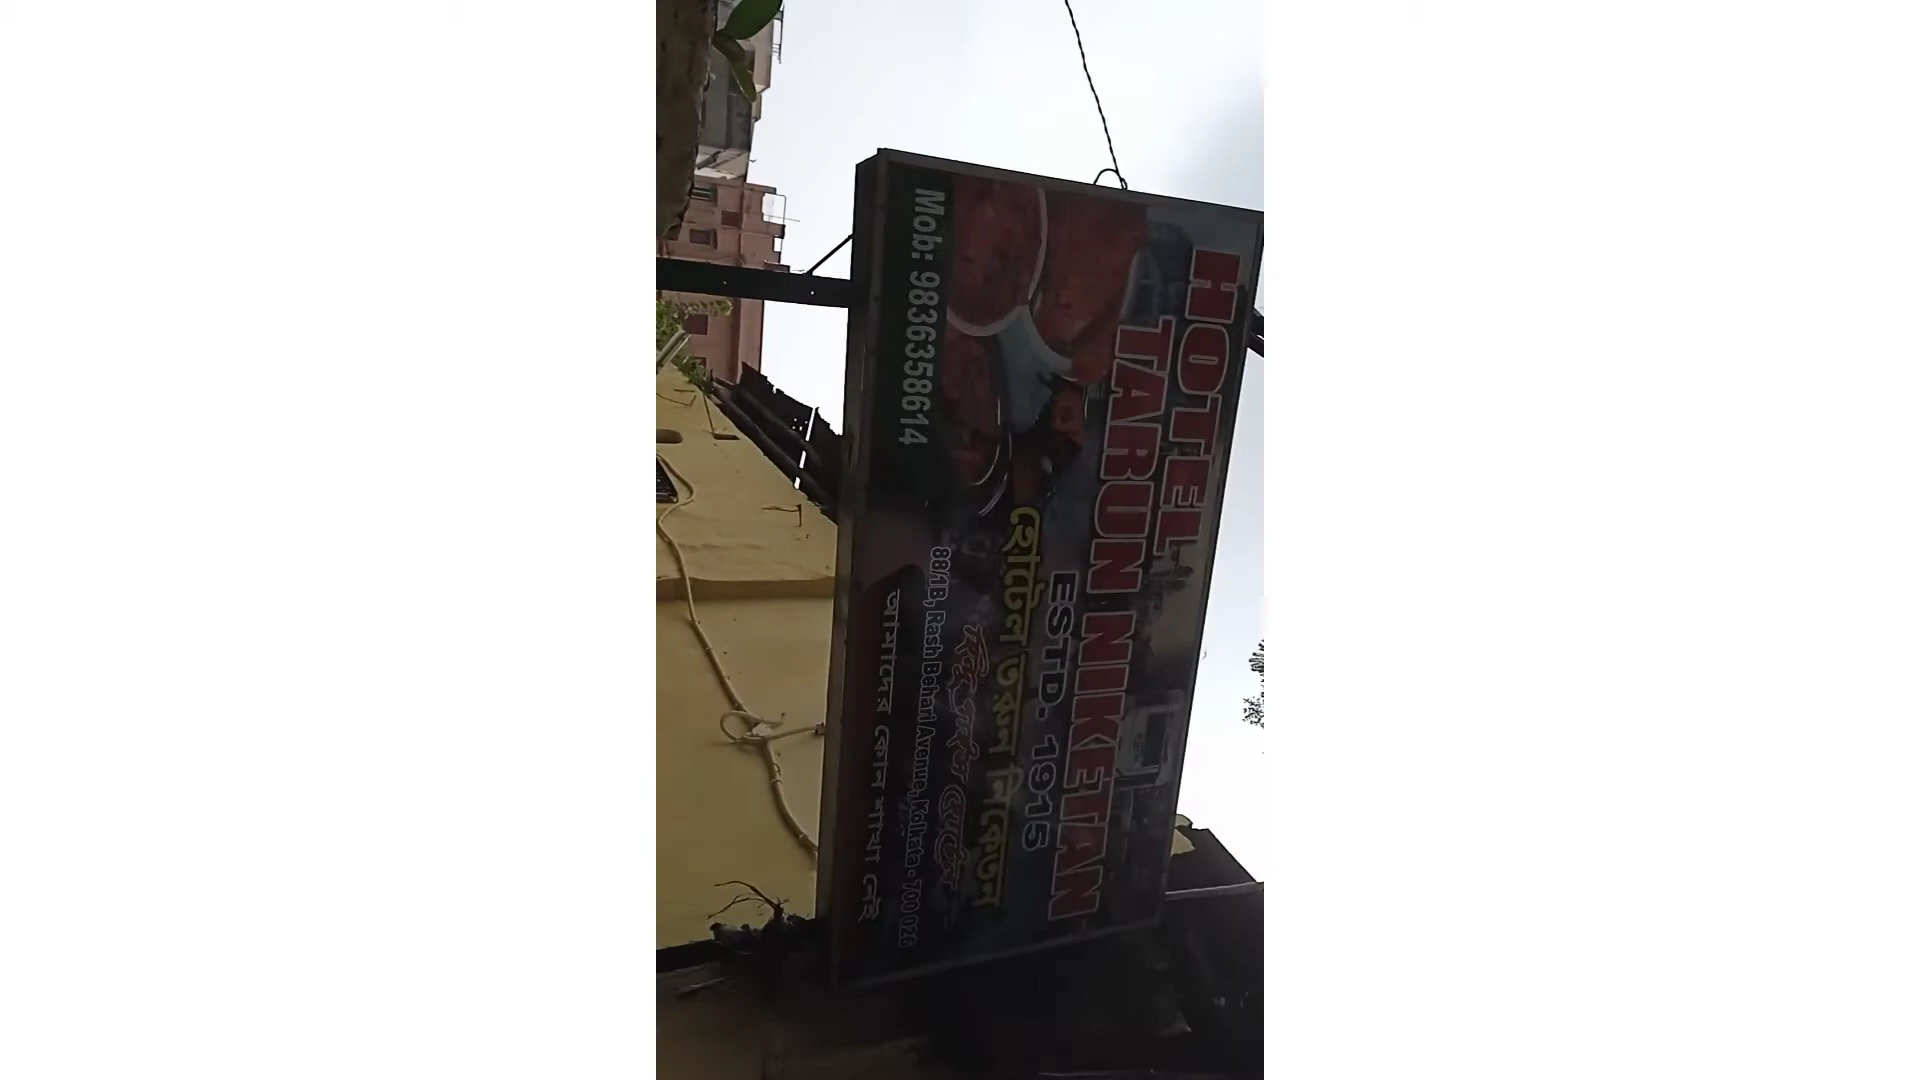 HOTEL
TARUN NIKETAN
ESTD. 1915
হোটেল তরুণ নিকেতন
88/1B, Rash Behari Avenue, Kolkata - 700 026
আমাদের কোন শাখা নেই
Mob: 9836358614